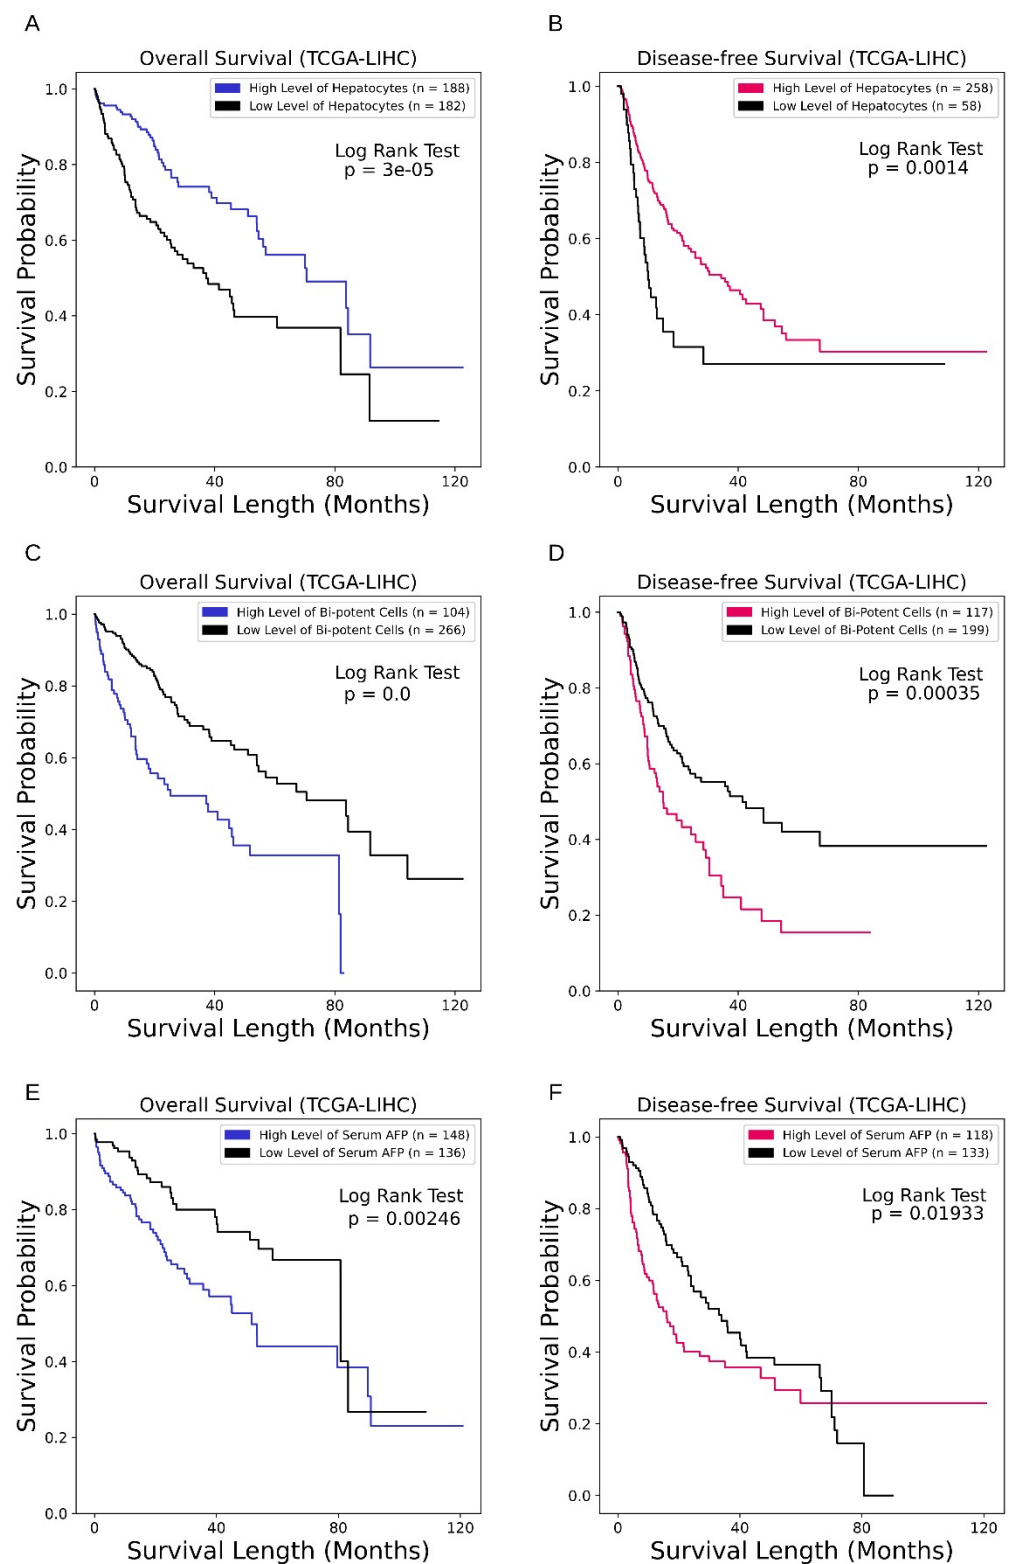 A
Overall Survival (TCGA-LIHC)
High Level of Hepatocytes (n = 188)
Low Level of Hepatocytes (n = 182)
Log Rank Test
p = 3e-05
Survival Probability
1.0
0.8
0.6
0.4
0.2
0.0
0 40 80 120
Survival Length (Months)
B
Disease-free Survival (TCGA-LIHC)
High Level of Hepatocytes (n = 258)
Low Level of Hepatocytes (n = 58)
Log Rank Test
p = 0.0014
Survival Probability
1.0
0.8
0.6
0.4
0.2
0.0
0 40 80 120
Survival Length (Months)
C
Overall Survival (TCGA-LIHC)
High Level of Bi-potent Cells (n = 104)
Low Level of Bi-potent Cells (n = 266)
Log Rank Test
p = 0.0
Survival Probability
1.0
0.8
0.6
0.4
0.2
0.0
0 40 80 120
Survival Length (Months)
D
Disease-free Survival (TCGA-LIHC)
High Level of Bi-Potent Cells (n = 117)
Low Level of Bi-Potent Cells (n = 199)
Log Rank Test
p = 0.00035
Survival Probability
1.0
0.8
0.6
0.4
0.2
0.0
0 40 80 120
Survival Length (Months)
E
Overall Survival (TCGA-LIHC)
High Level of Serum AFP (n = 148)
Low Level of Serum AFP (n = 136)
Log Rank Test
p = 0.00246
Survival Probability
1.0
0.8
0.6
0.4
0.2
0.0
0 40 80 120
Survival Length (Months)
F
Disease-free Survival (TCGA-LIHC)
High Level of Serum AFP (n = 118)
Low Level of Serum AFP (n = 133)
Log Rank Test
p = 0.01933
Survival Probability
1.0
0.8
0.6
0.4
0.2
0.0
0 40 80 120
Survival Length (Months)